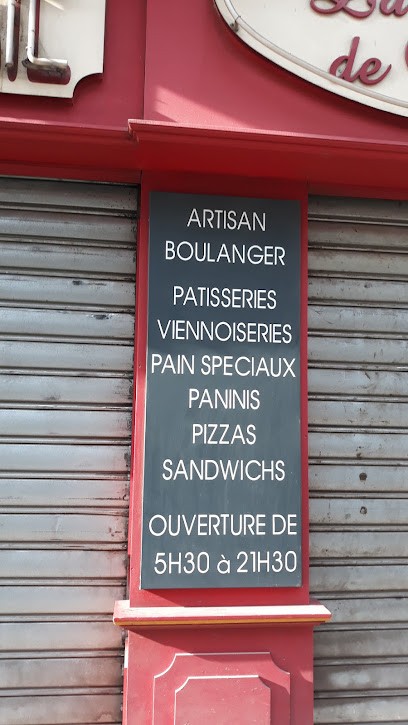 de
ARTISAN
BOULANGER
PATISSERIES
VIENNOISERIES
PAIN SPECIAUX
PANINIS
PIZZAS
SANDWICHS
OUVERTURE DE
5H30 à 21H30